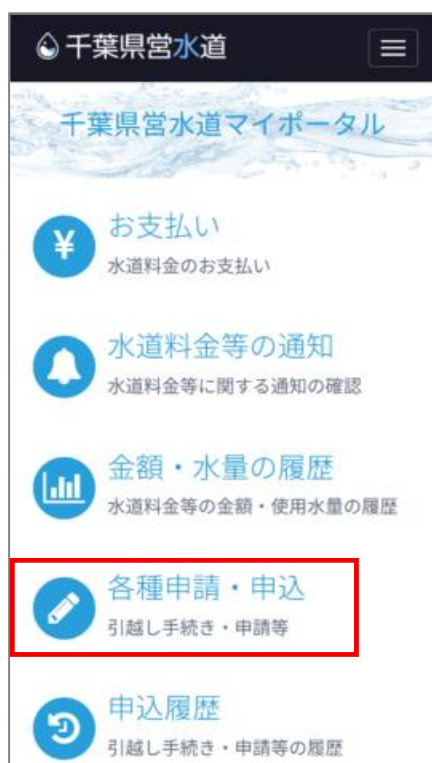 千葉県営水道
千葉県営水道マイポータル
お支払い
水道料金のお支払い
水道料金等の通知
水道料金等に関する通知の確認
金額・水量の履歴
水道料金等の金額・使用水量の履歴
各種申請・申込
引越し手続き・申請等
申込履歴
引越し手続き・申請等の履歴